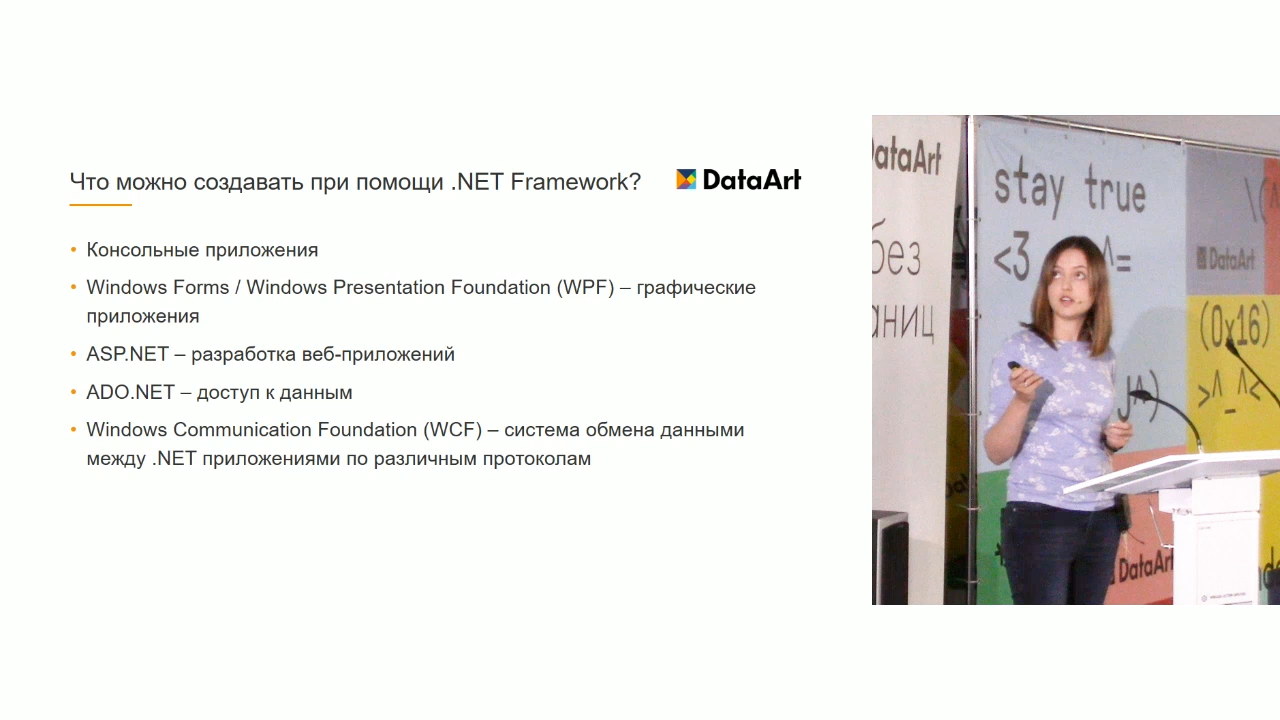 Что можно создавать при помощи .NET Framework?
DataArt
• Консольные приложения
• Windows Forms / Windows Presentation Foundation (WPF) – графические
приложения
• ASP.NET – разработка веб-приложений
• ADO.NET – доступ к данным
• Windows Communication Foundation (WCF) – система обмена данными
между .NET приложениями по различным протоколам
DataArt
без
stay true
<3 ^=
DataArt
(0x16)
>^_^<
DataArt